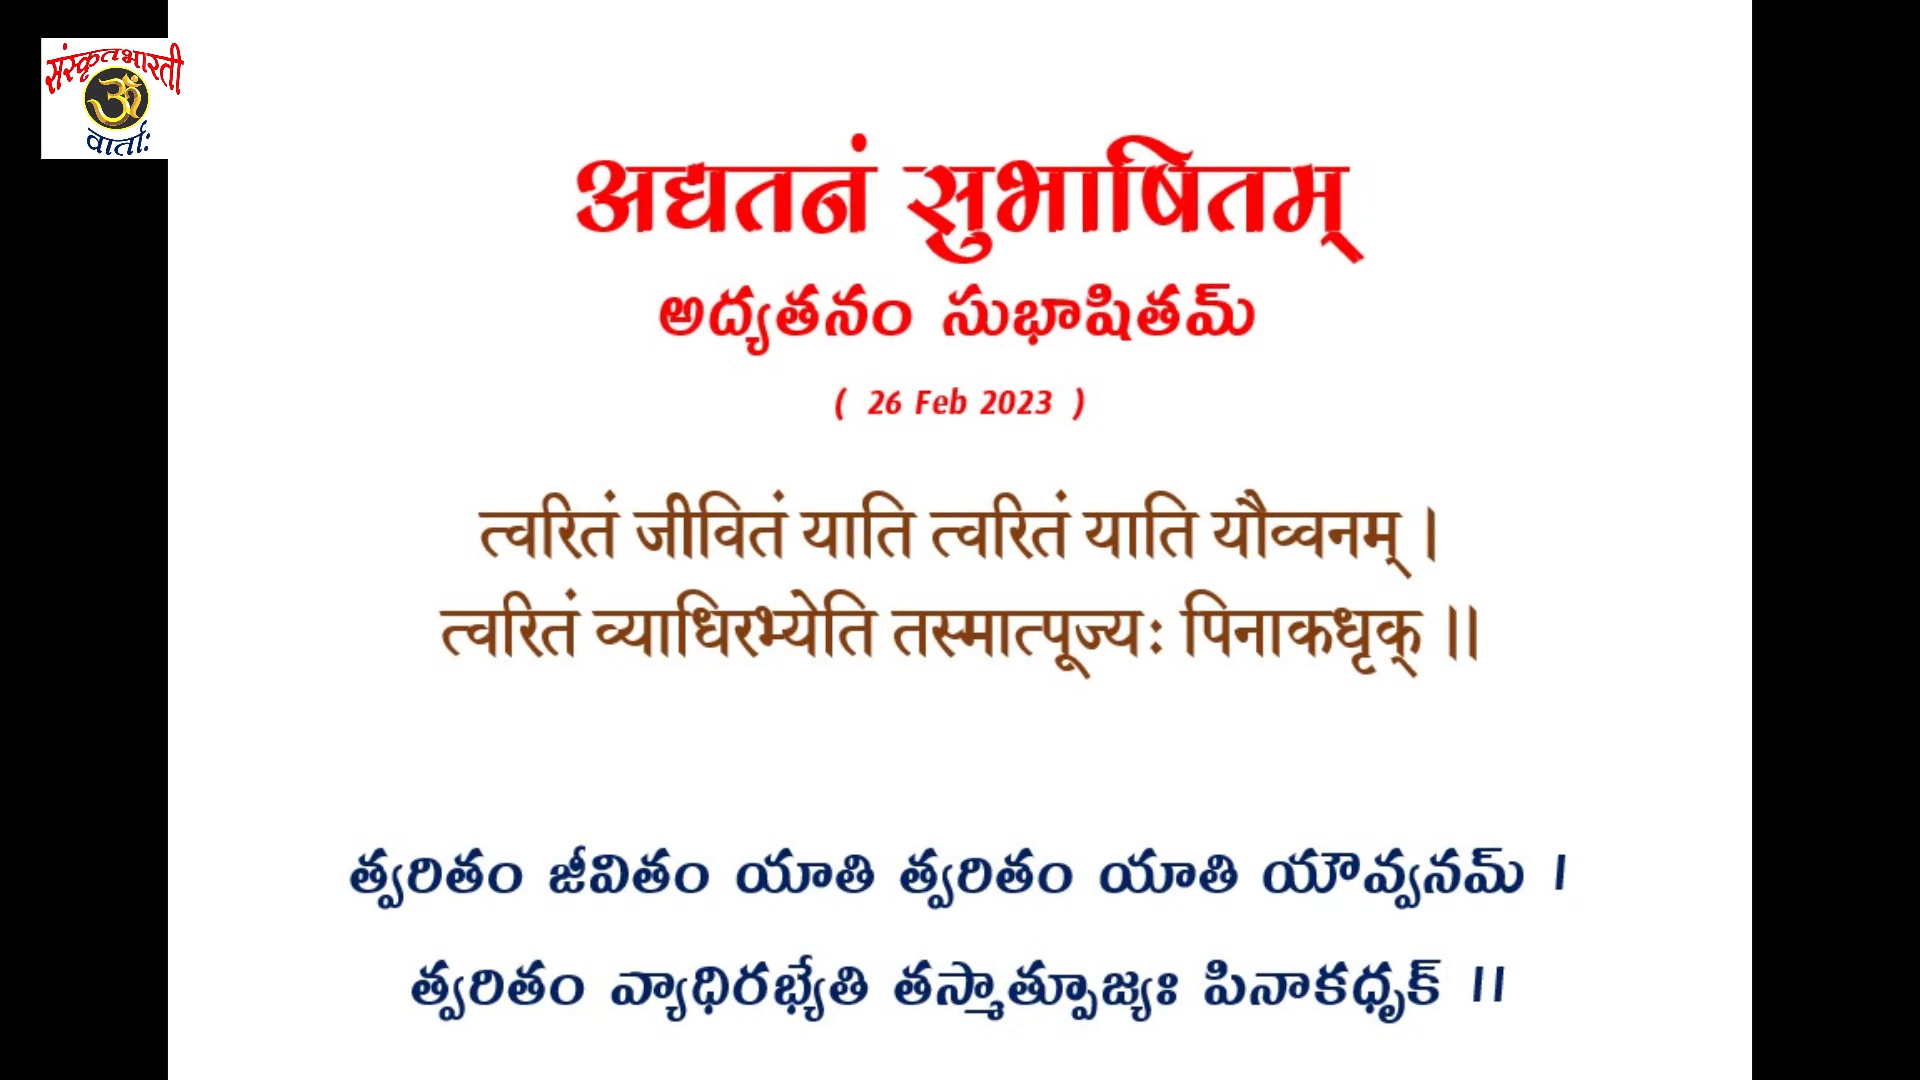 संस्कृतभारती
ॐ
वार्ताः
अद्यतनं सुभाषितम्
అద్యతనం సుభాషితమ్
( 26 Feb 2023 )
त्वरितं जीवितं याति त्वरितं याति यौव्वनम् ।
त्वरितं व्याधिरभ्येति तस्मात्पूज्यः पिनाकधृक् ।।
త్వరితం జీవితం యాతి త్వరితం యాతి యౌవ్వనమ్ ।
త్వరితం వ్యాధిరభ్యేతి తస్మాత్పూజ్యః పినాకధృక్ ।।